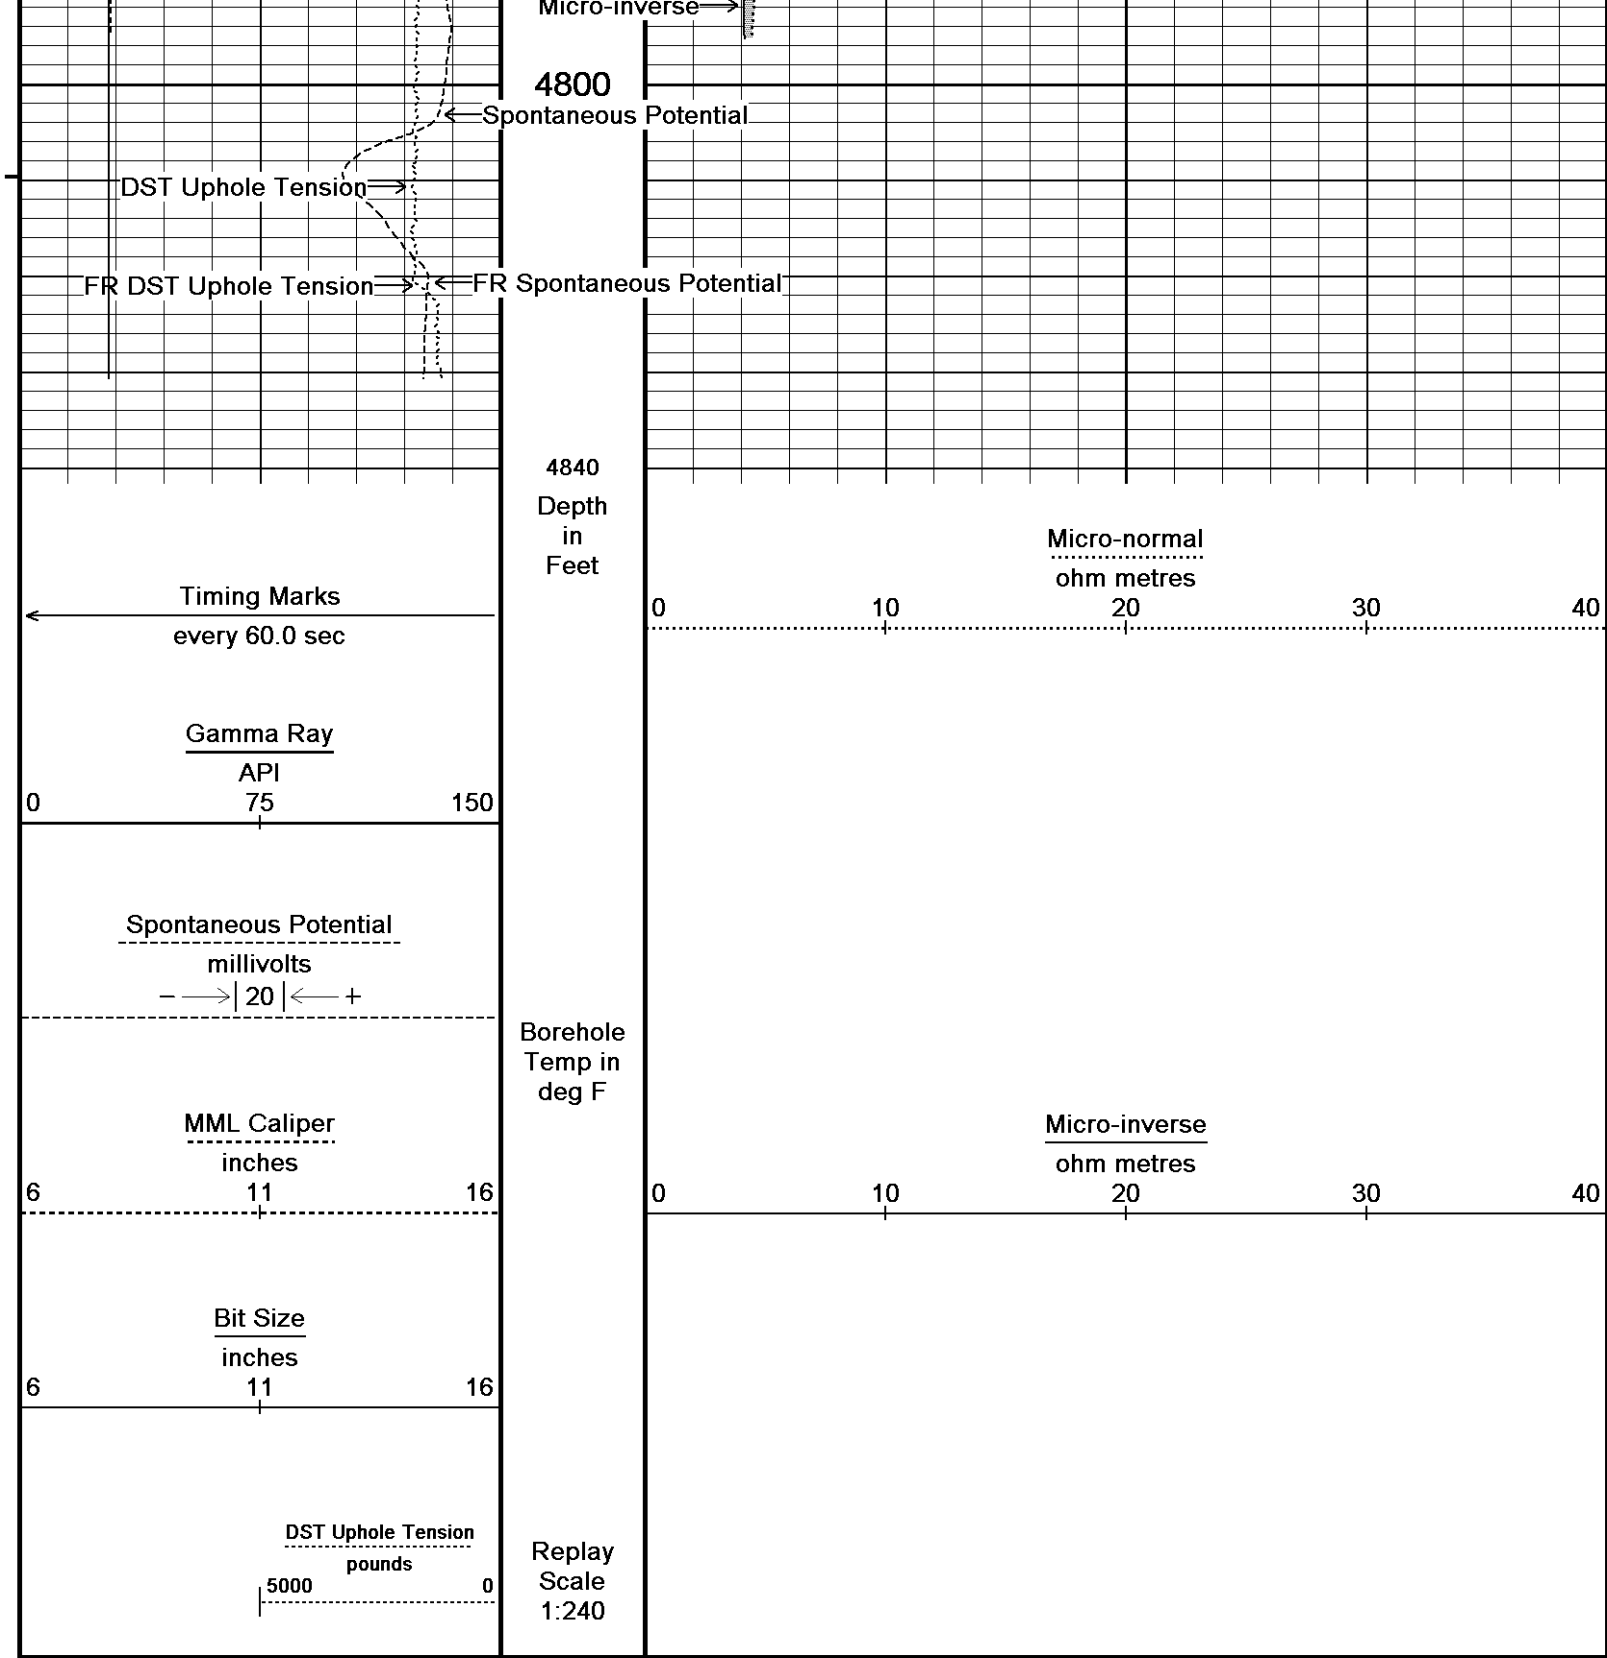 Micro-inverse
4800
Spontaneous Potential
DST Uphole Tension
FR DST Uphole Tension
FR Spontaneous Potential
4840
Depth
in
Feet
Timing Marks
every 60.0 sec
Gamma Ray
API
0 75 150
Spontaneous Potential
millivolts
− 20 +
MML Caliper
inches
6 11 16
Bit Size
inches
6 11 16
DST Uphole Tension
pounds
5000 0
Borehole
Temp in
deg F
Replay
Scale
1:240
Micro-normal
ohm metres
0 10 20 30 40
Micro-inverse
ohm metres
0 10 20 30 40